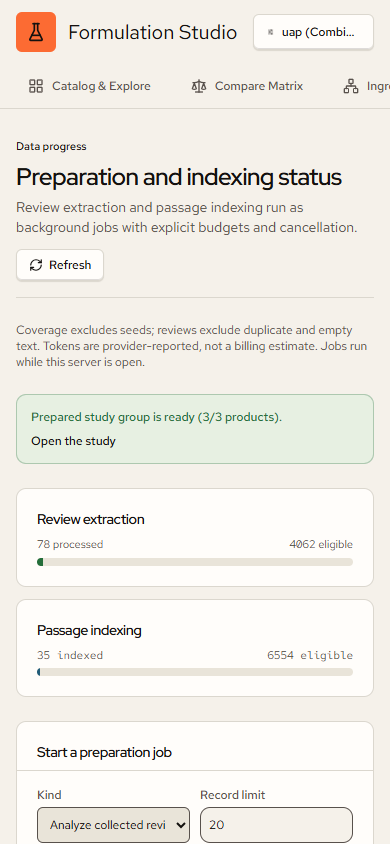 Formulation Studio
uap (Combi...
Catalog & Explore
Compare Matrix
Ingre
Data progress
Preparation and indexing status
Review extraction and passage indexing run as
background jobs with explicit budgets and cancellation.
Refresh
Coverage excludes seeds; reviews exclude duplicate and empty
text. Tokens are provider-reported, not a billing estimate. Jobs run
while this server is open.
Prepared study group is ready (3/3 products).
Open the study
Review extraction
78 processed
4062 eligible
Passage indexing
35 indexed
6554 eligible
Start a preparation job
Kind
Record limit
Analyze collected revi
20